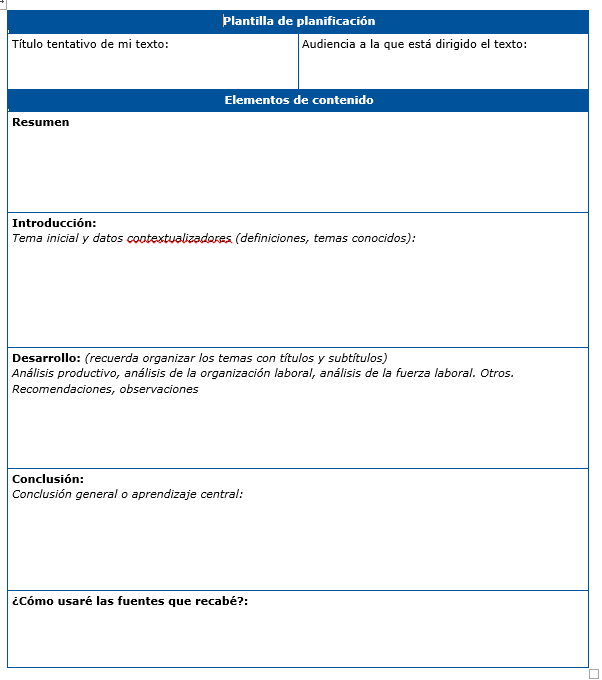 Plantilla de planificación
Título tentativo de mi texto:
Audiencia a la que está dirigido el texto:
Elementos de contenido
Resumen
Introducción:
Tema inicial y datos contextualizadores (definiciones, temas conocidos):
Desarrollo: (recuerda organizar los temas con títulos y subtítulos)
Análisis productivo, análisis de la organización laboral, análisis de la fuerza laboral. Otros.
Recomendaciones, observaciones
Conclusión:
Conclusión general o aprendizaje central:
¿Cómo usaré las fuentes que recabé?: